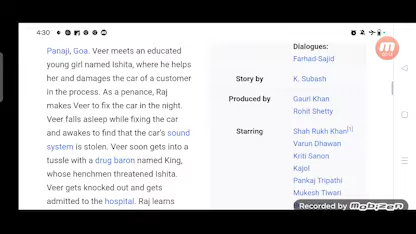 4:30
Panaji, Goa. Veer meets an educated
young girl named Ishita, where he helps
her and damages the car of a customer
in the process. As a penance, Raj
makes Veer to fix the car in the night.
Veer falls asleep while fixing the car
and awakes to find that the car's sound
system is stolen. Veer soon gets into a
tussle with a drug baron named King,
whose henchmen threatened Ishita.
Veer gets knocked out and gets
admitted to the hospital. Raj learns
Dialogues:
Farhad-Sajid
Story by
K. Subash
Produced by
Gauri Khan
Rohit Shetty
Starring
Shah Rukh Khan[1]
Varun Dhawan
Kriti Sanon
Kajol
Pankaj Tripathi
Mukesh Tiwari
Recorded by Mobizen